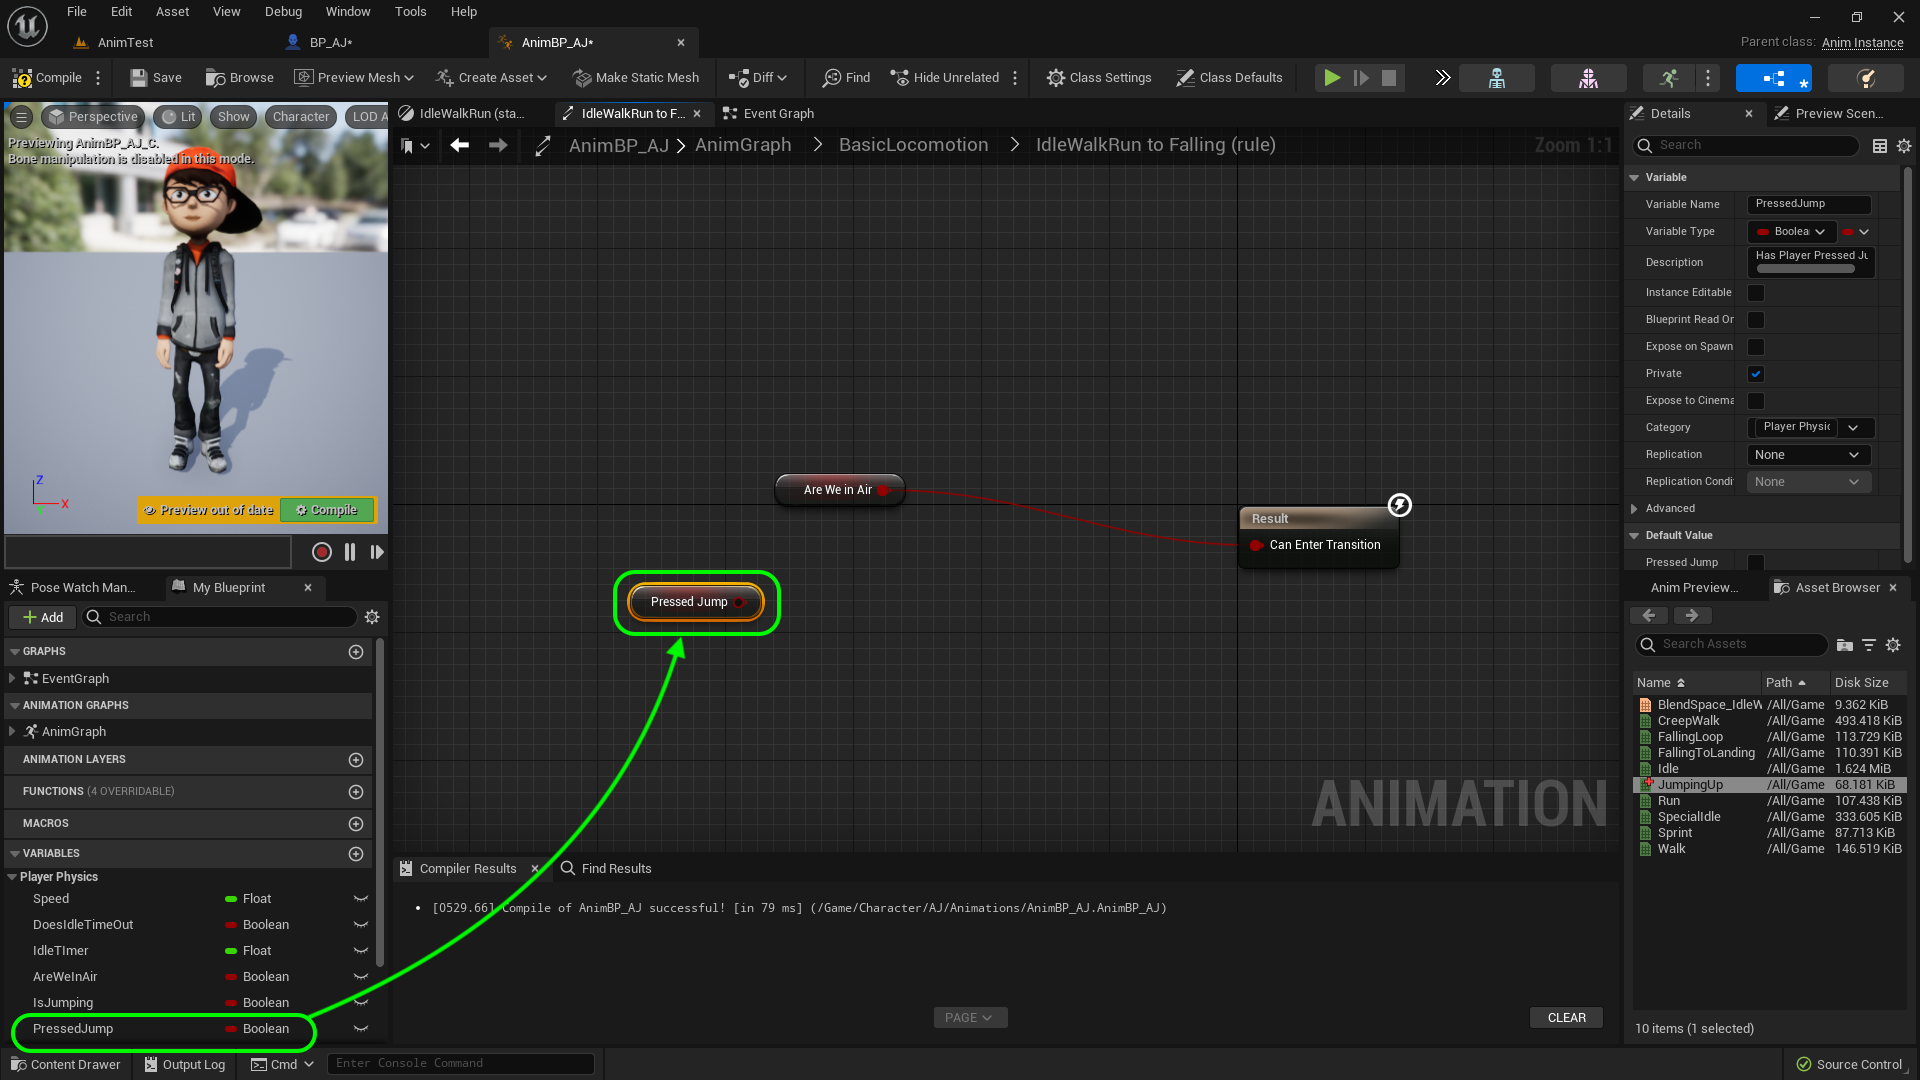 File Edit Asset View Debug Window Tools Help
AnimTest
BP_AJ*
AnimBP_AJ*
Parent class: Anim Instance
Compile
Save
Browse
Preview Mesh
Create Asset
Make Static Mesh
Diff
Find
Hide Unrelated
Class Settings
Class Defaults
Perspective
Lit
Show
Character
LOD A
Previewing AnimBP_AJ_C.
Bone manipulation is disabled in this mode.
Z
X
Y
Preview out of date
Compile
IdleWalkRun (sta...
IdleWalkRun to F...
Event Graph
AnimBP_AJ > AnimGraph > BasicLocomotion > IdleWalkRun to Falling (rule)
Zoom 1:1
Are We in Air
Result
Can Enter Transition
Pressed Jump
ANIMATION
Pose Watch Man...
My Blueprint
Add
Search
GRAPHS
EventGraph
ANIMATION GRAPHS
AnimGraph
ANIMATION LAYERS
FUNCTIONS (4 OVERRIDABLE)
MACROS
VARIABLES
Player Physics
Speed Float
DoesIdleTimeOut Boolean
IdleTImer Float
AreWeInAir Boolean
IsJumping Boolean
PressedJump Boolean
Compiler Results
Find Results
[0529.66] Compile of AnimBP_AJ successful! [in 79 ms] (/Game/Character/AJ/Animations/AnimBP_AJ.AnimBP_AJ)
PAGE
CLEAR
Details
Preview Scen...
Search
Variable
Variable Name PressedJump
Variable Type Boolea
Description Has Player Pressed Ju
Instance Editable
Blueprint Read Or
Expose on Spawn
Private
Expose to Cinema
Category Player Physic
Replication None
Replication Condi None
Advanced
Default Value
Pressed Jump
Anim Preview...
Asset Browser
Search Assets
Name Path Disk Size
BlendSpace_IdleW /All/Game 9.362 KiB
CreepWalk /All/Game 493.418 KiB
FallingLoop /All/Game 113.729 KiB
FallingToLanding /All/Game 110.391 KiB
Idle /All/Game 1.624 MiB
JumpingUp /All/Game 68.181 KiB
Run /All/Game 107.438 KiB
SpecialIdle /All/Game 333.605 KiB
Sprint /All/Game 87.713 KiB
Walk /All/Game 146.519 KiB
10 items (1 selected)
Content Drawer
Output Log
Cmd
Enter Console Command
Source Control